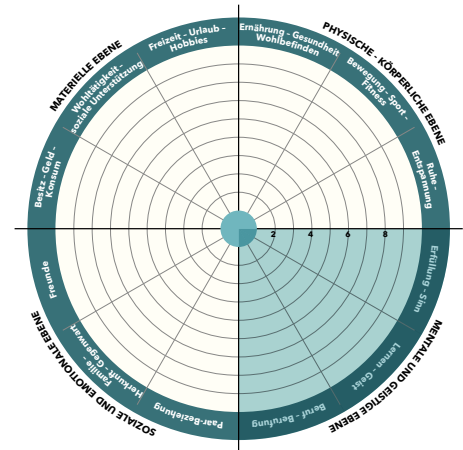 PHYSISCHE - KÖRPERLICHE EBENE
Ernährung - Gesundheit
Wohlbefinden
Bewegung - Sport -
Fitness
Ruhe -
Entspannung
2 4 6 8
MENTALE UND GEISTIGE EBENE
Erfüllung - Sinn
Lernen - Geist
Beruf - Berufung
SOZIALE UND EMOTIONALE EBENE
Paar-Beziehung
Familie -
Herkunft - Gegenwart
Freunde
MATERIELLE EBENE
Besitz - Geld -
Konsum
Wohltätigkeit -
soziale Unterstützung
Freizeit - Urlaub -
Hobbies